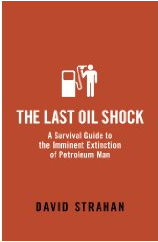 THE LAST OIL SHOCK
A Survival Guide to
the Imminent Extinction
of Petroleum Man
DAVID STRAHAN